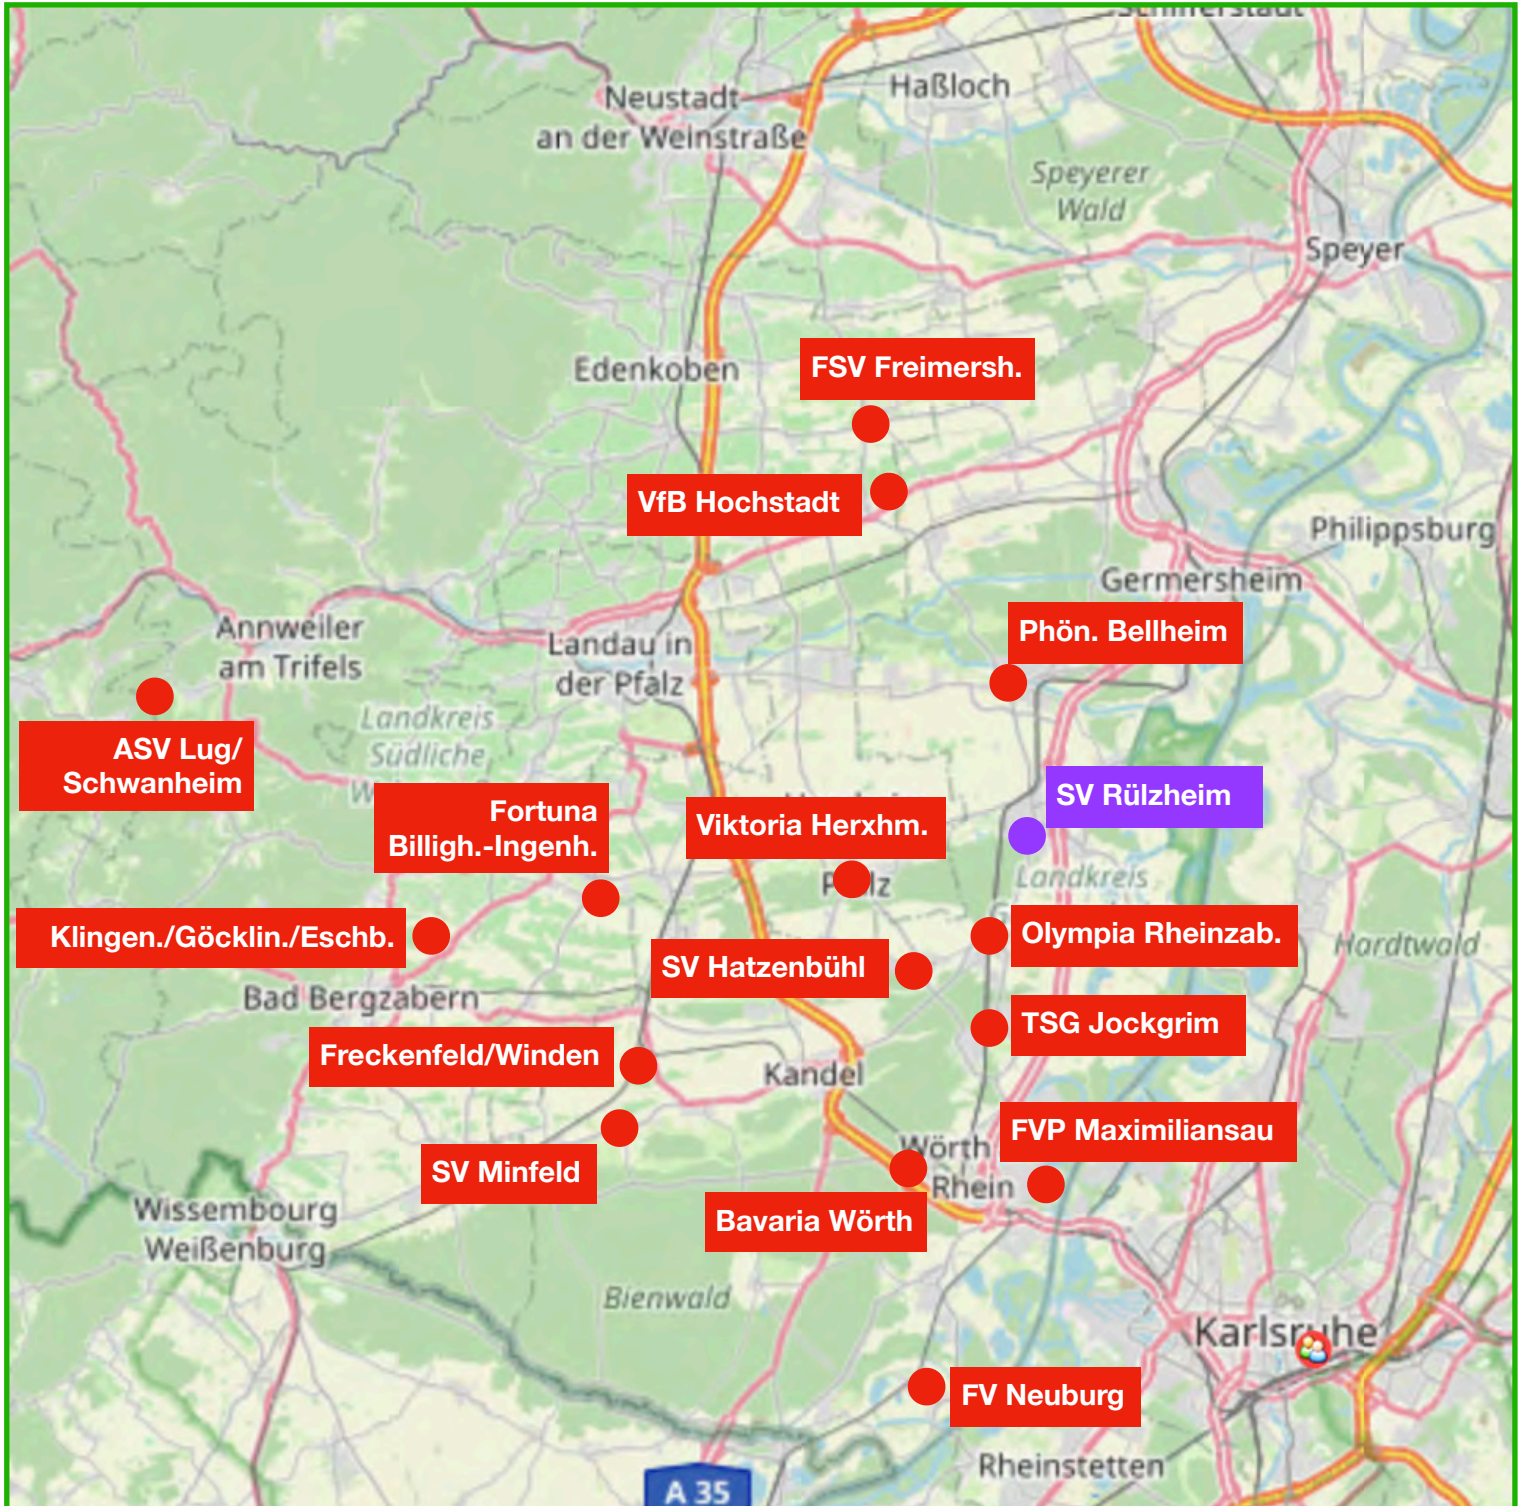 Schifferstadt
Haßloch
Neustadt
an der Weinstraße
Speyerer
Wald
Speyer
FSV Freimersh.
Edenkoben
VfB Hochstadt
Philippsburg
Germersheim
Annweiler
am Trifels
Landau in
der Pfalz
Phön. Bellheim
Landkreis
Südliche
ASV Lug/
Schwanheim
Fortuna
Billigh.-Ingenh.
Viktoria Herxhm.
SV Rülzheim
Landkreis
Klingen./Göcklin./Eschb.
Olympia Rheinzab.
Hardtwald
SV Hatzenbühl
Bad Bergzabern
TSG Jockgrim
Freckenfeld/Winden
Kandel
SV Minfeld
FVP Maximiliansau
Wörth
Rhein
Bavaria Wörth
Wissembourg
Weißenburg
Bienwald
Karlsruhe
FV Neuburg
Rheinstetten
A 35